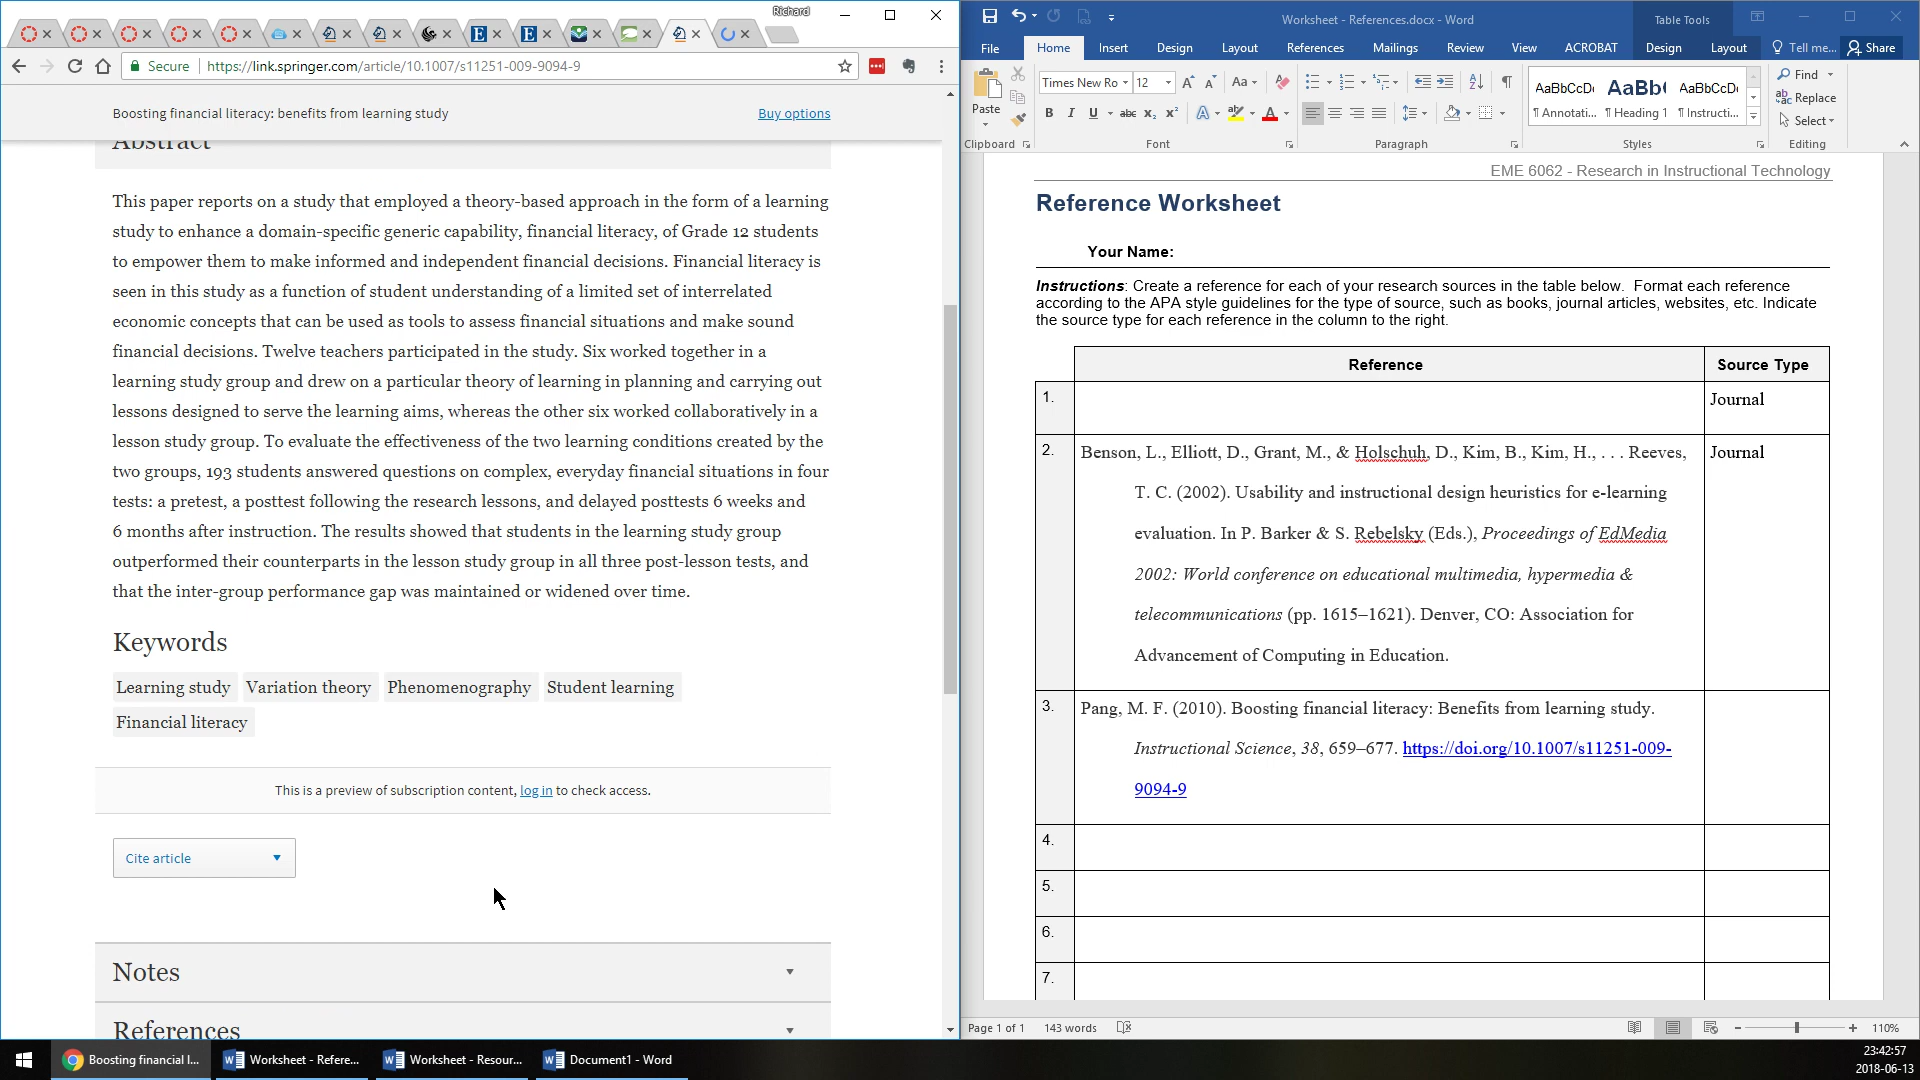 Richard
Secure
https://link.springer.com/article/10.1007/s11251-009-9094-9
Boosting financial literacy: benefits from learning study
Buy options
Abstract
This paper reports on a study that employed a theory-based approach in the form of a learning
study to enhance a domain-specific generic capability, financial literacy, of Grade 12 students
to empower them to make informed and independent financial decisions. Financial literacy is
seen in this study as a function of student understanding of a limited set of interrelated
economic concepts that can be used as tools to assess financial situations and make sound
financial decisions. Twelve teachers participated in the study. Six worked together in a
learning study group and drew on a particular theory of learning in planning and carrying out
lessons designed to serve the learning aims, whereas the other six worked collaboratively in a
lesson study group. To evaluate the effectiveness of the two learning conditions created by the
two groups, 193 students answered questions on complex, everyday financial situations in four
tests: a pretest, a posttest following the research lessons, and delayed posttests 6 weeks and
6 months after instruction. The results showed that students in the learning study group
outperformed their counterparts in the lesson study group in all three post-lesson tests, and
that the inter-group performance gap was maintained or widened over time.
Keywords
Learning study
Variation theory
Phenomenography
Student learning
Financial literacy
This is a preview of subscription content, log in to check access.
Cite article
Notes
References
Worksheet - References.docx - Word
Table Tools
File
Home
Insert
Design
Layout
References
Mailings
Review
View
ACROBAT
Design
Layout
Tell me...
Share
Paste
Times New Ro
12
Aa
B I U abc x₂ x²
AaBbCcDc
AaBb(
AaBbCcDc
¶ Annotati...
¶ Heading 1
¶ Instructi...
Find
Replace
Select
Clipboard
Font
Paragraph
Styles
Editing
EME 6062 - Research in Instructional Technology
Reference Worksheet
Your Name:
Instructions: Create a reference for each of your research sources in the table below. Format each reference
according to the APA style guidelines for the type of source, such as books, journal articles, websites, etc. Indicate
the source type for each reference in the column to the right.
Reference
Source Type
1.
Journal
2.
Benson, L., Elliott, D., Grant, M., & Holschuh, D., Kim, B., Kim, H., . . . Reeves,
Journal
T. C. (2002). Usability and instructional design heuristics for e-learning
evaluation. In P. Barker & S. Rebelsky (Eds.), Proceedings of EdMedia
2002: World conference on educational multimedia, hypermedia &
telecommunications (pp. 1615–1621). Denver, CO: Association for
Advancement of Computing in Education.
3.
Pang, M. F. (2010). Boosting financial literacy: Benefits from learning study.
Instructional Science, 38, 659–677. https://doi.org/10.1007/s11251-009-
9094-9
4.
5.
6.
7.
Page 1 of 1
143 words
110%
Boosting financial l...
Worksheet - Refere...
Worksheet - Resour...
Document1 - Word
23:42:57
2018-06-13